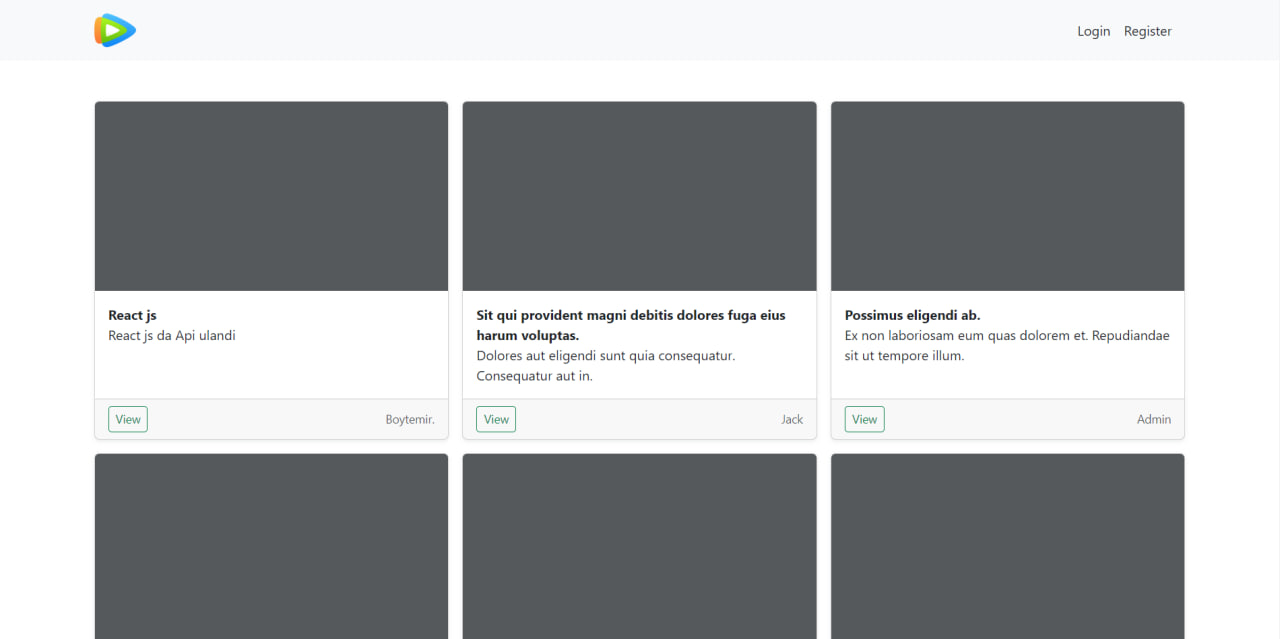 Login Register
React js
React js da Api ulandi
View
Boytemir.
Sit qui provident magni debitis dolores fuga eius
harum voluptas.
Dolores aut eligendi sunt quia consequatur.
Consequatur aut in.
View
Jack
Possimus eligendi ab.
Ex non laboriosam eum quas dolorem et. Repudiandae
sit ut tempore illum.
View
Admin